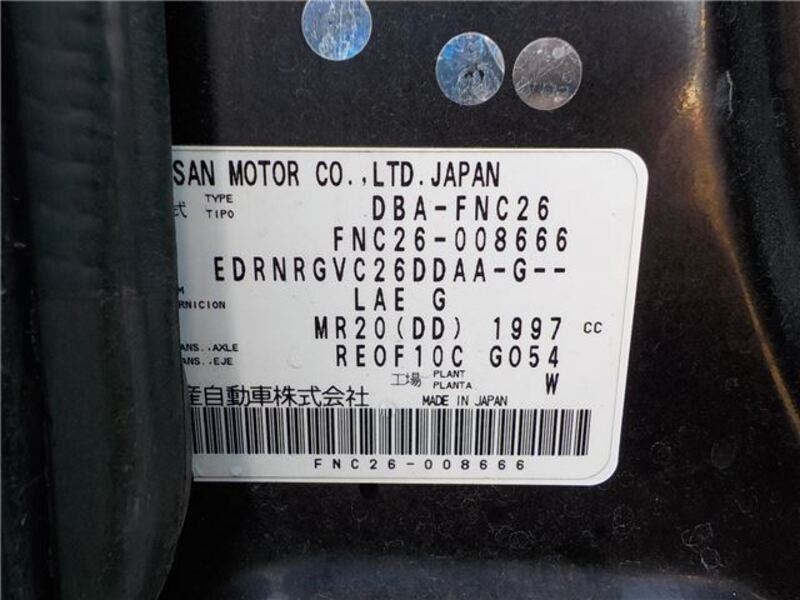 SAN MOTOR CO.,LTD.JAPAN
式 TYPE TIPO DBA-FNC26
FNC26-008666
EDRNRGVC26DDAA-G--
M RNICION LAE G
MR20(DD) 1997 CC
ANS..AXLE ANS..EJE RE0F10C G054
工場 PLANT PLANTA W
産自動車株式会社 MADE IN JAPAN
FNC26-008666